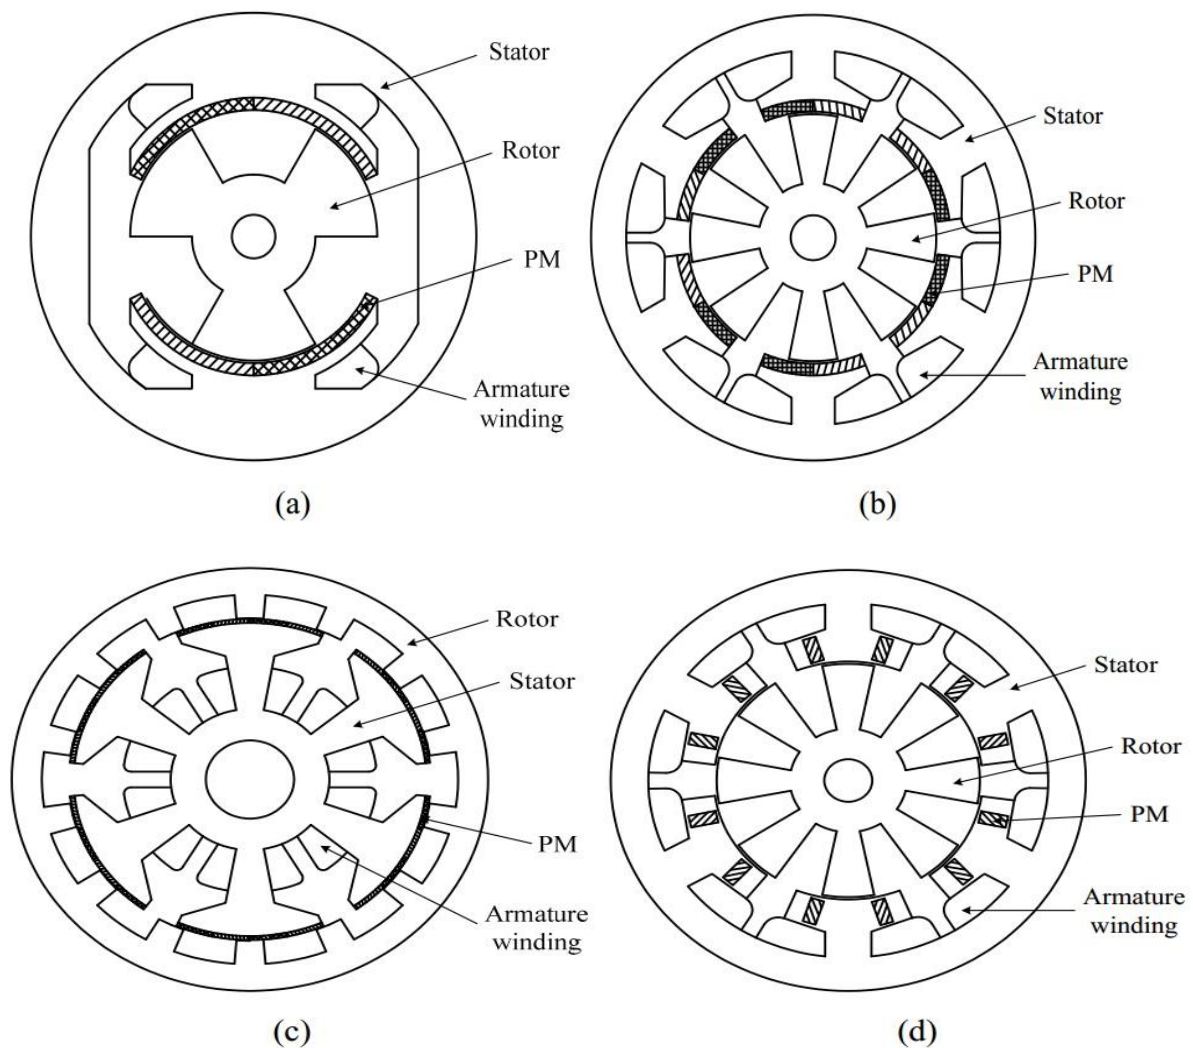 Stator
Rotor
PM
Armature
winding
(a)
Stator
Rotor
PM
Armature
winding
(b)
Rotor
Stator
PM
Armature
winding
(c)
Stator
Rotor
PM
Armature
winding
(d)